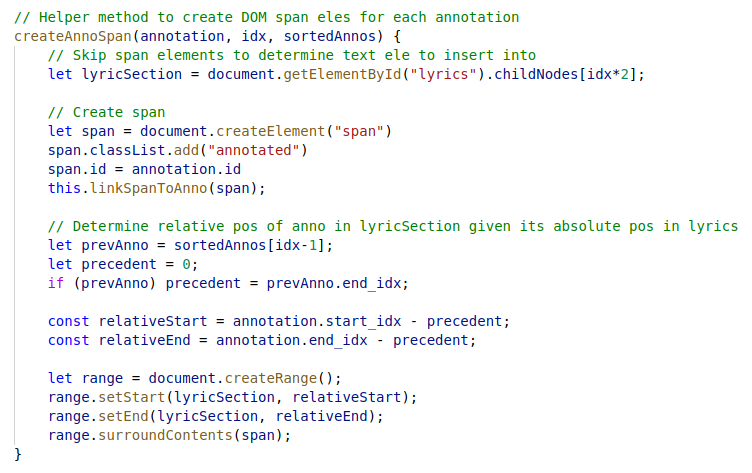 // Helper method to create DOM span eles for each annotation
createAnnoSpan(annotation, idx, sortedAnnos) {
    // Skip span elements to determine text ele to insert into
    let lyricSection = document.getElementById("lyrics").childNodes[idx*2];

    // Create span
    let span = document.createElement("span")
    span.classList.add("annotated")
    span.id = annotation.id
    this.linkSpanToAnno(span);

    // Determine relative pos of anno in lyricSection given its absolute pos in lyrics
    let prevAnno = sortedAnnos[idx-1];
    let precedent = 0;
    if (prevAnno) precedent = prevAnno.end_idx;

    const relativeStart = annotation.start_idx - precedent;
    const relativeEnd = annotation.end_idx - precedent;

    let range = document.createRange();
    range.setStart(lyricSection, relativeStart);
    range.setEnd(lyricSection, relativeEnd);
    range.surroundContents(span);
}